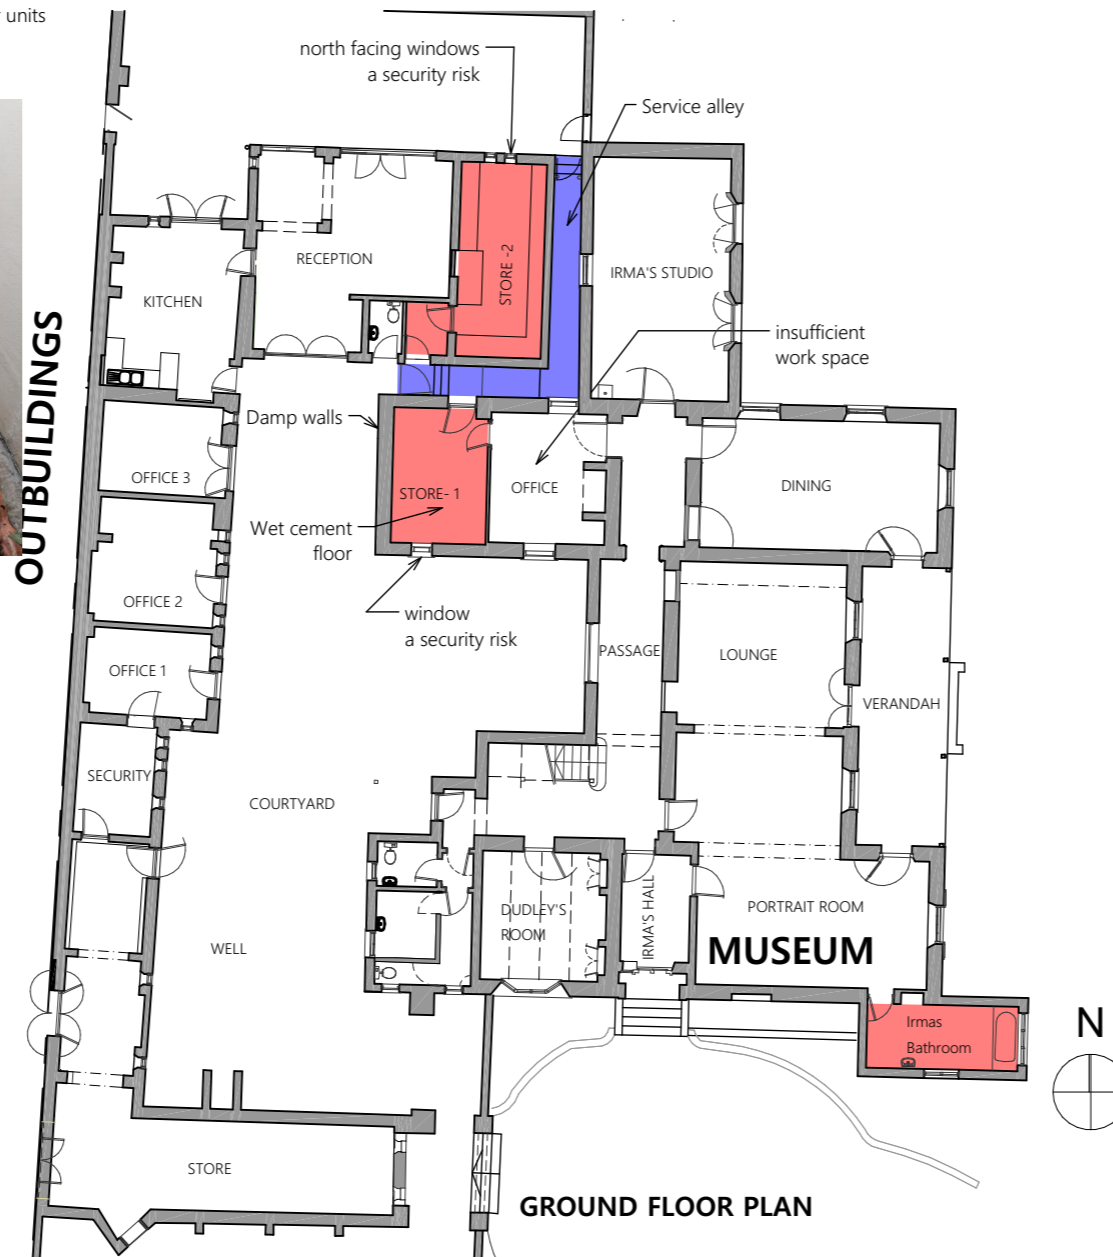 units
north facing windows
a security risk
Service alley
RECEPTION
STORE -2
IRMA'S STUDIO
KITCHEN
insufficient
work space
OUTBUILDINGS
Damp walls
OFFICE 3
STORE- 1
OFFICE
DINING
Wet cement
floor
OFFICE 2
window
a security risk
PASSAGE
LOUNGE
OFFICE 1
VERANDAH
SECURITY
COURTYARD
DUDLEY'S
ROOM
IRMA'S HALL
PORTRAIT ROOM
WELL
MUSEUM
Irmas
Bathroom
N
STORE
GROUND FLOOR PLAN